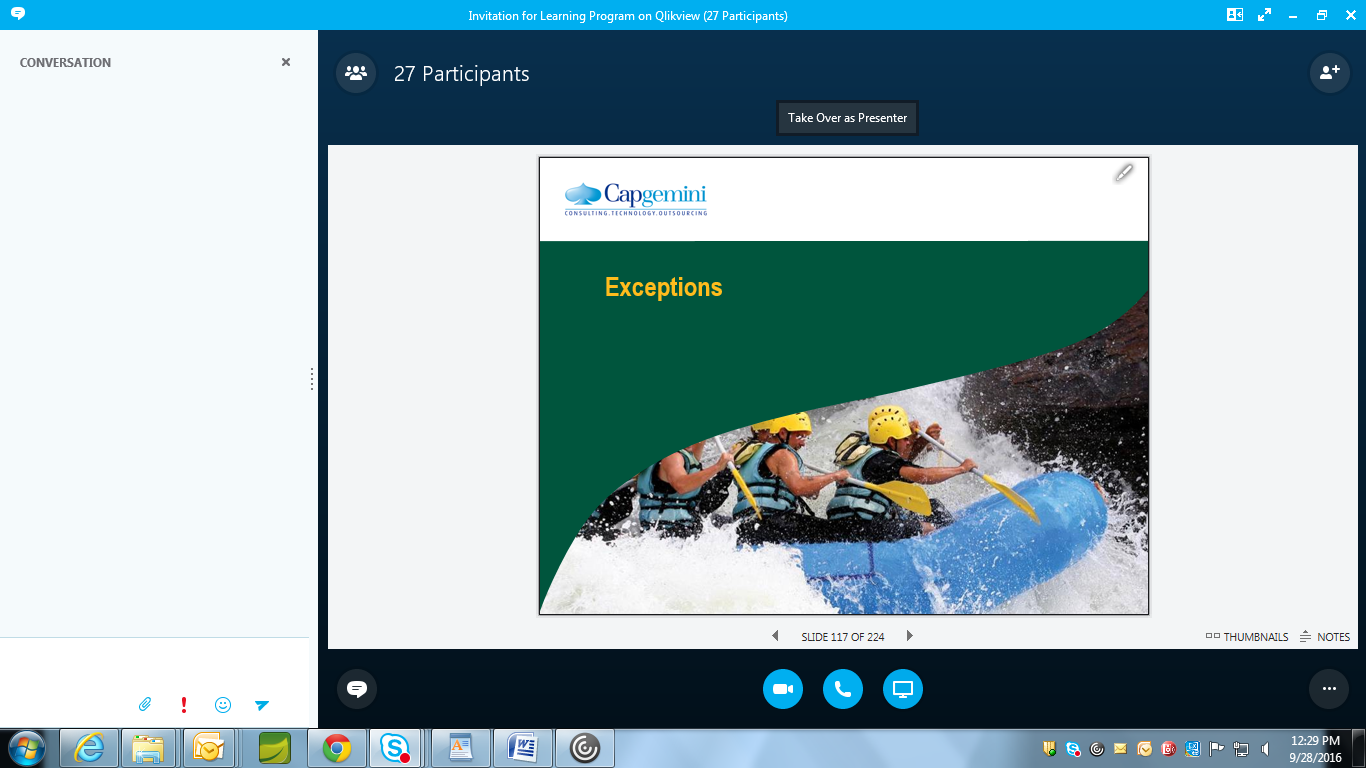 Invitation for Learning Program on Qlikview (27 Participants)
CONVERSATION
27 Participants
Take Over as Presenter
Capgemini
CONSULTING.TECHNOLOGY.OUTSOURCING
Exceptions
SLIDE 117 OF 224
THUMBNAILS
NOTES
12:29 PM
9/28/2016